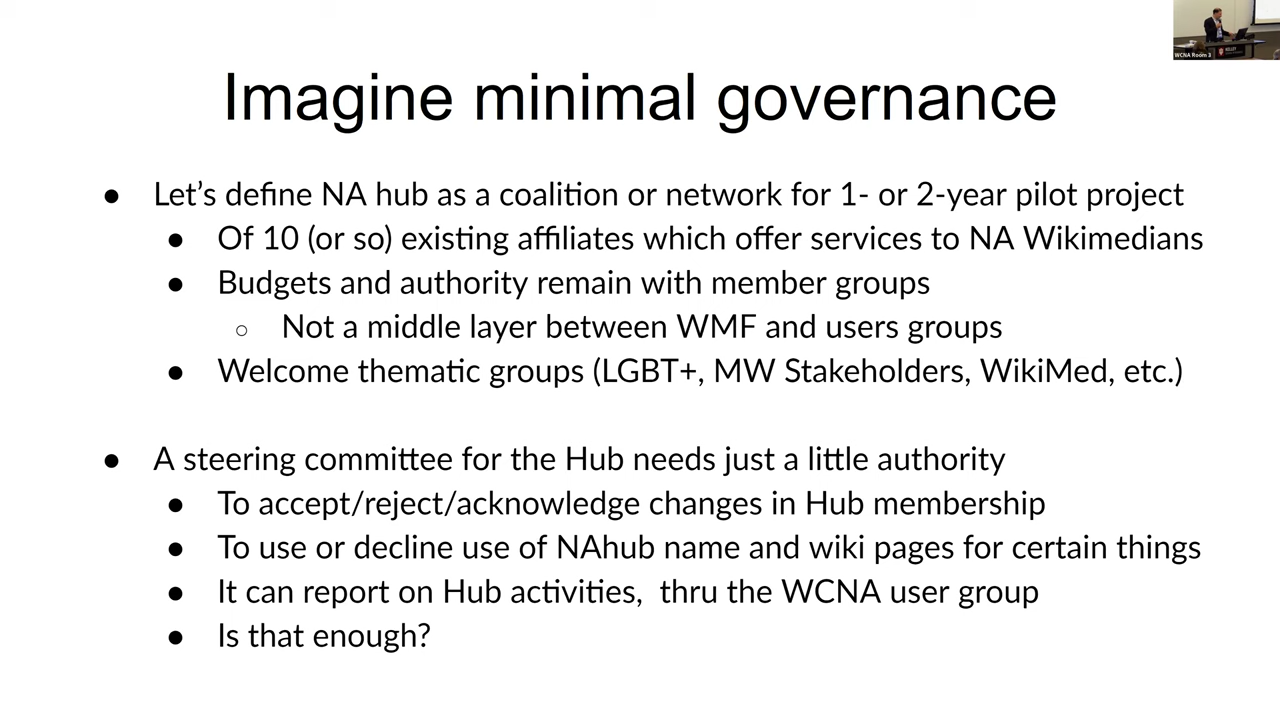 WCNA Room 3
KELLEY
Imagine minimal governance
● Let’s define NA hub as a coalition or network for 1- or 2-year pilot project
● Of 10 (or so) existing affiliates which offer services to NA Wikimedians
● Budgets and authority remain with member groups
○ Not a middle layer between WMF and users groups
● Welcome thematic groups (LGBT+, MW Stakeholders, WikiMed, etc.)
● A steering committee for the Hub needs just a little authority
● To accept/reject/acknowledge changes in Hub membership
● To use or decline use of NAhub name and wiki pages for certain things
● It can report on Hub activities,  thru the WCNA user group
● Is that enough?